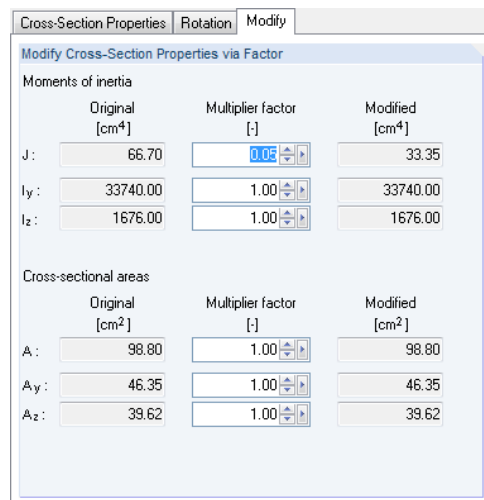 Cross-Section Properties Rotation Modify
Modify Cross-Section Properties via Factor
Moments of inertia
Original Multiplier factor Modified
[cm4] [-] [cm4]
J : 66.70 0.05 33.35
Iy : 33740.00 1.00 33740.00
Iz : 1676.00 1.00 1676.00
Cross-sectional areas
Original Multiplier factor Modified
[cm2] [-] [cm2]
A : 98.80 1.00 98.80
Ay : 46.35 1.00 46.35
Az : 39.62 1.00 39.62